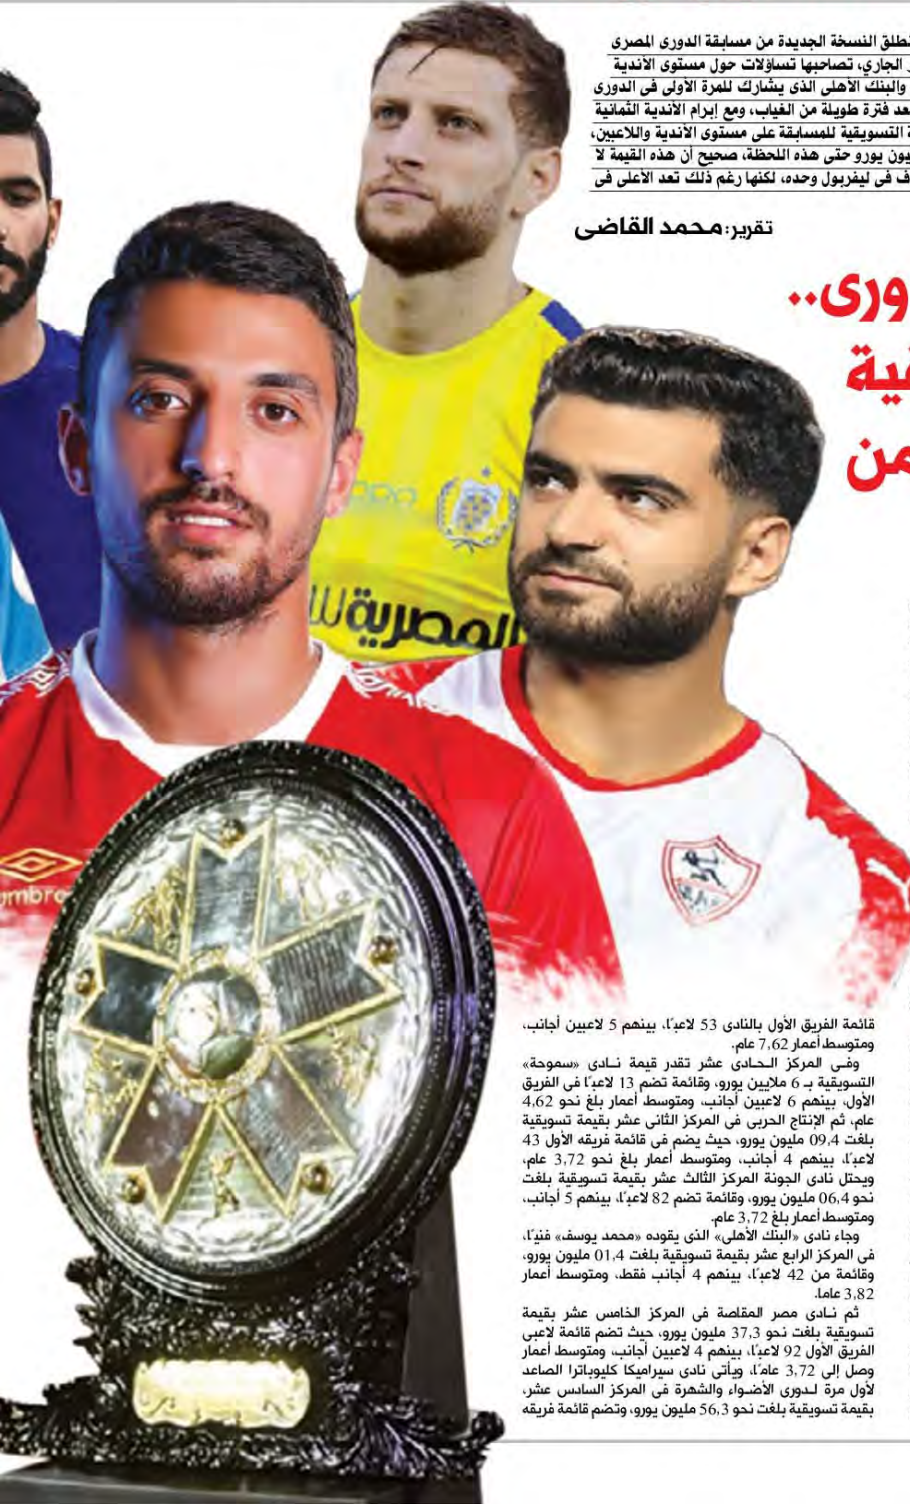 نطلق النسخة الجديدة من مسابقة الدورى المصرى
الجاري، تصاحبها تساؤلات حول مستوى الأندية
والبنك الأهلى الذى يشارك للمرة الأولى فى الدورى
عد فترة طويلة من الغياب، ومع إبرام الأندية الثمانية
ة التسويقية للمسابقة على مستوى الأندية واللاعبين،
يون يورو حتى هذه اللحظة، صحيح أن هذه القيمة لا
ف فى ليفربول وحده، لكنها رغم ذلك تعد الأعلى فى
تقرير: محمد القاضى
ورى..
ية
من
المصرية للا
umbro
قائمة الفريق الأول بالنادى 53 لاعبًا، بينهم 5 لاعبين أجانب،
ومتوسط أعمار 7,62 عام.
وفـى المركز الـحـادى عشر تقدر قيمة نـــادى «سموحة»
التسويقية بـ 6 ملايين يورو، وقائمة تضم 13 لاعبًا فى الفريق
الأول، بينهم 6 لاعبين أجانب، ومتوسط أعمار بلغ نحو 4,62
عام، ثم الإنتاج الحربى فى المركز الثانى عشر بقيمة تسويقية
بلغت 09,4 مليون يورو، حيث يضم فى قائمة فريقه الأول 43
لاعبًا، بينهم 4 أجانب، ومتوسط أعمار بلغ نحو 3,72 عام،
ويحتل نادى الجونة المركز الثالث عشر بقيمة تسويقية بلغت
نحو 06,4 مليون يورو، وقائمة تضم 82 لاعبًا، بينهم 5 أجانب،
ومتوسط أعمار بلغ 3,72 عام.
وجاء نادى «البنك الأهلى» الذى يقوده «محمد يوسف» فنيًا،
فى المركز الرابع عشر بقيمة تسويقية بلغت 01,4 مليون يورو،
وقائمة من 42 لاعبًا، بينهم 4 أجانب فقط، ومتوسط أعمار
3,82 عاما.
ثم نـادى مصر المقاصة فى المركز الخامس عشر بقيمة
تسويقية بلغت نحو 37,3 مليون يورو، حيث تضم قائمة لاعبى
الفريق الأول 92 لاعبًا، بينهم 4 لاعبين أجانب، ومتوسط أعمار
وصل إلى 3,72 عامًا، ويأتى نادى سيراميكا كليوباترا الصاعد
لأول مرة لـدورى الأضـواء والشهرة فى المركز السادس عشر،
بقيمة تسويقية بلغت نحو 56,3 مليون يورو، وتضم قائمة فريقه